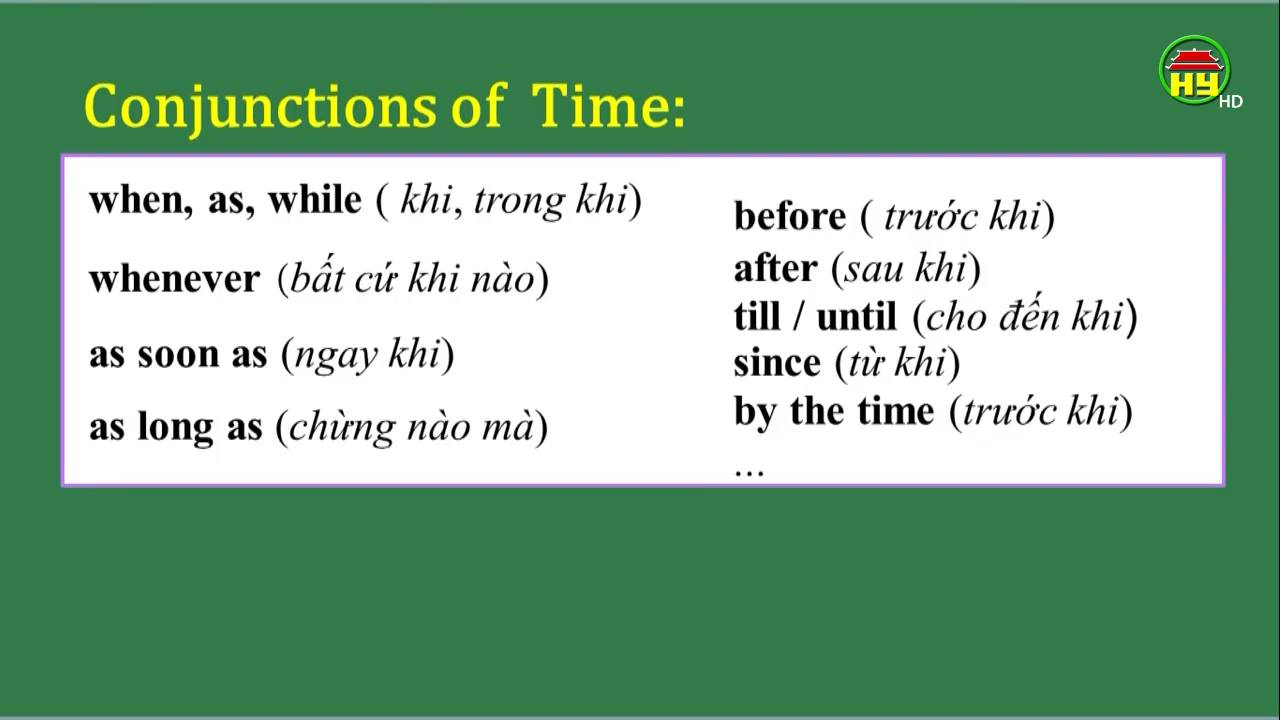 HY
HD
Conjunctions of Time:
when, as, while ( khi, trong khi)
whenever (bất cứ khi nào)
as soon as (ngay khi)
as long as (chừng nào mà)
before ( trước khi)
after (sau khi)
till / until (cho đến khi)
since (từ khi)
by the time (trước khi)
...